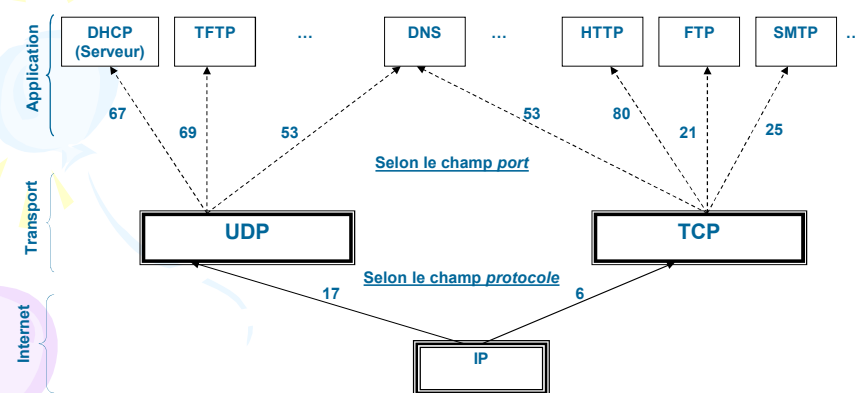 Application
DHCP
(Serveur)
TFTP
...
DNS
...
HTTP
FTP
SMTP
...
67
69
53
53
80
21
25
Selon le champ port
Transport
UDP
TCP
Selon le champ protocole
17
6
Internet
IP